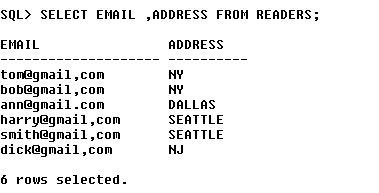 SQL> SELECT EMAIL ,ADDRESS FROM READERS;
EMAIL ADDRESS
-------------------- ----------
tom@gmail,com NY
bob@gmail,com NY
ann@gmail.com DALLAS
harry@gmail,com SEATTLE
smith@gmail,com SEATTLE
dick@gmail,com NJ
6 rows selected.